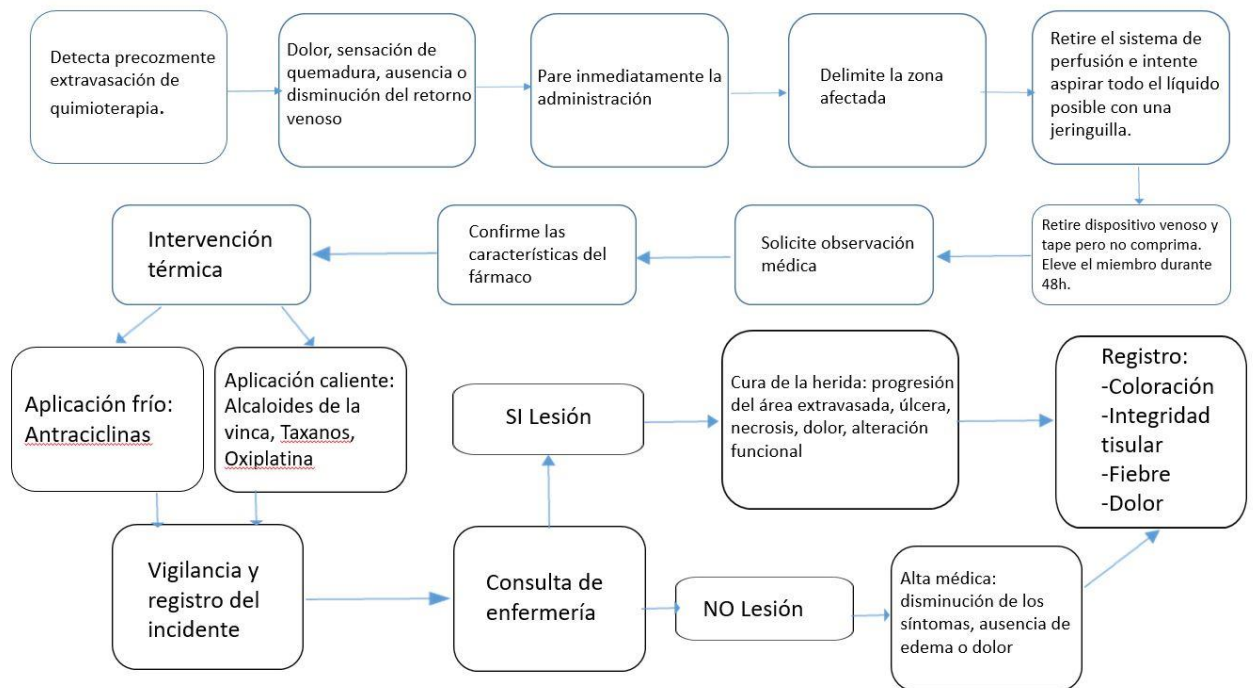 Detecta precozmente
extravasación de
quimioterapia.
Dolor, sensación de
quemadura, ausencia o
disminución del retorno
venoso
Pare inmediatamente la
administración
Delimite la zona
afectada
Retire el sistema de
perfusión e intente
aspirar todo el líquido
posible con una
jeringuilla.
Retire dispositivo venoso y
tape pero no comprima.
Eleve el miembro durante
48h.
Solicite observación
médica
Confirme las
características del
fármaco
Intervención
térmica
Aplicación frío:
Antraciclinas
Aplicación caliente:
Alcaloides de la
vinca, Taxanos,
Oxiplatina
Vigilancia y
registro del
incidente
Consulta de
enfermería
SI Lesión
Cura de la herida: progresión
del área extravasada, úlcera,
necrosis, dolor, alteración
funcional
NO Lesión
Alta médica:
disminución de los
síntomas, ausencia de
edema o dolor
Registro:
-Coloración
-Integridad
tisular
-Fiebre
-Dolor